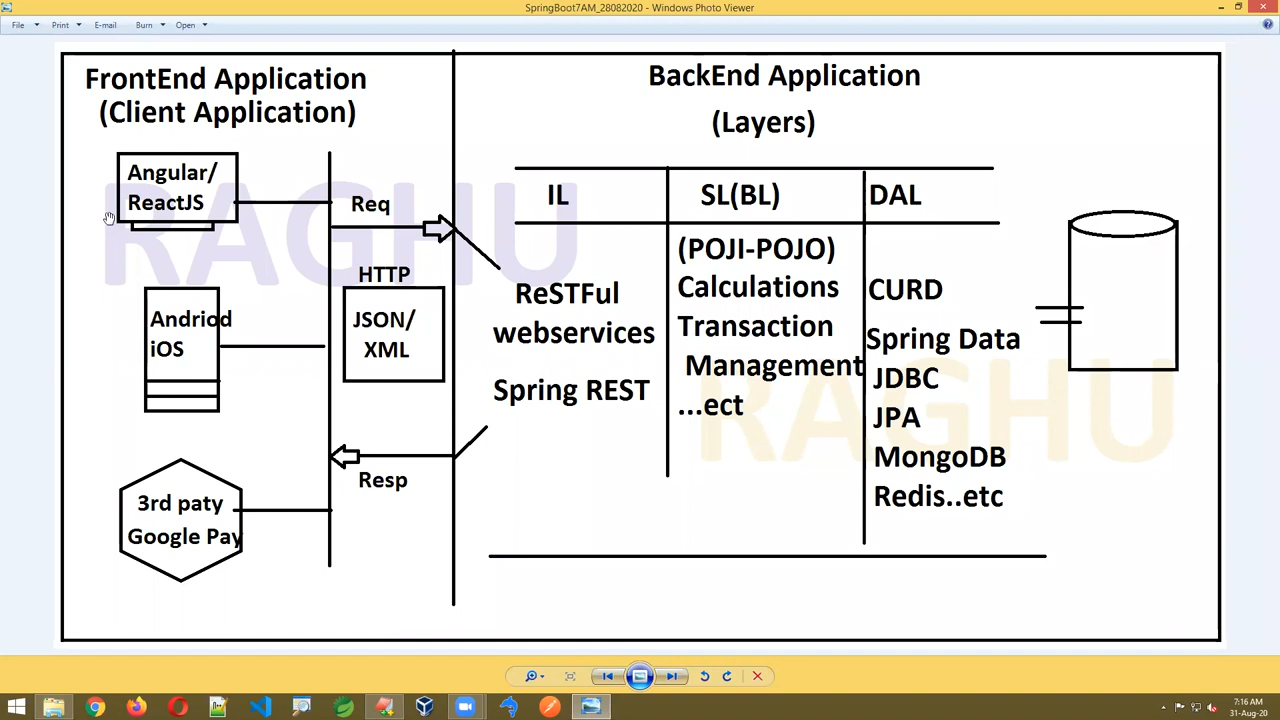 SpringBoot7AM_28082020 - Windows Photo Viewer
File Print E-mail Burn Open
FrontEnd Application
(Client Application)
BackEnd Application
(Layers)
Angular/
ReactJS
Req
HTTP
JSON/
XML
Andriod
iOS
Resp
3rd paty
Google Pay
IL
SL(BL)
DAL
ReSTFul
webservices
Spring REST
(POJI-POJO)
Calculations
Transaction
Management
...ect
CURD
Spring Data
JDBC
JPA
MongoDB
Redis..etc
RAGHU
RAGHU
7:16 AM
31-Aug-20